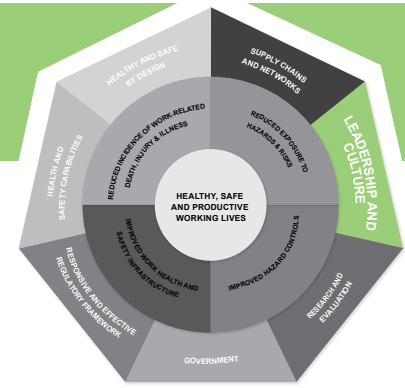 HEALTHY AND SAFE
BY DESIGN
SUPPLY CHAINS
AND NETWORKS
LEADERSHIP AND
CULTURE
RESEARCH AND
EVALUATION
GOVERNMENT
RESPONSIVE AND EFFECTIVE
REGULATORY FRAMEWORK
HEALTH AND
SAFETY CAPABILITIES
REDUCED INCIDENCE OF WORK-RELATED
DEATH, INJURY & ILLNESS
REDUCED EXPOSURE TO
HAZARDS & RISKS
IMPROVED HAZARD CONTROLS
IMPROVED WORK HEALTH AND
SAFETY INFRASTRUCTURE
HEALTHY, SAFE
AND PRODUCTIVE
WORKING LIVES